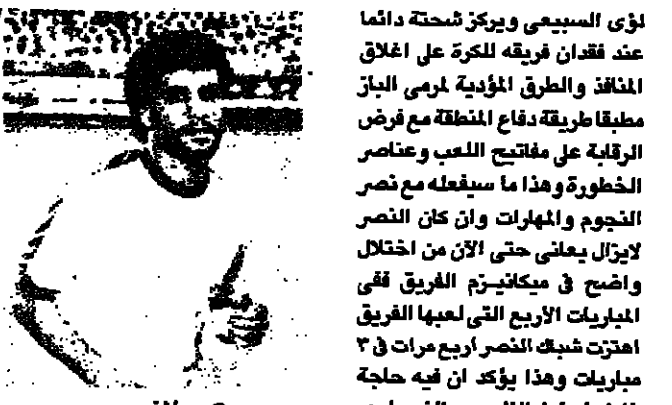 لؤى السبيعى ويركز شحتة دائما
عند فقدان فريقه للكرة على اغلاق
المنافذ والطرق المؤدية لمرمى الباز
مطبقا طريقة دفاع المنطقة مع فرض
الرقابة على مفاتيح اللعب وعناصر
الخطورة وهذا ما سيفعله مع نصر
النجوم والمهارات وان كان النصر
لايزال يعانى حتى الآن من اختلال
واضح في ميكانيزم الفريق ففى
المباريات الأربع التى لعبها الفريق
اهتزت شباك النصر أربع مرات في ٣
مباريات وهذا يؤكد ان فيه حاجة